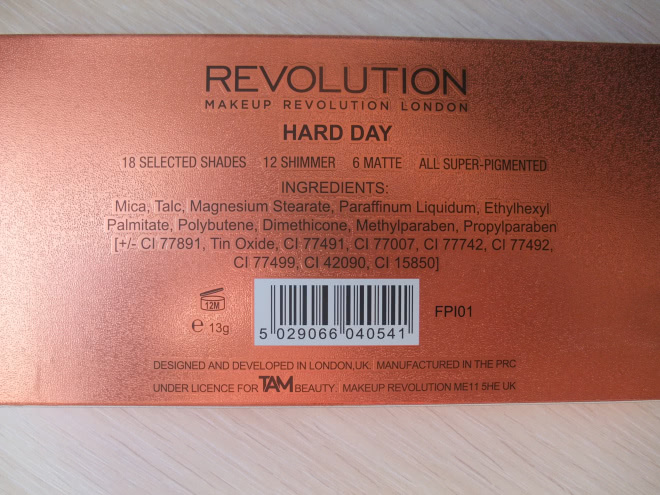 REVOLUTION
MAKEUP REVOLUTION LONDON
HARD DAY
18 SELECTED SHADES 12 SHIMMER 6 MATTE ALL SUPER-PIGMENTED
INGREDIENTS:
Mica, Talc, Magnesium Stearate, Paraffinum Liquidum, Ethylhexyl
Palmitate, Polybutene, Dimethicone, Methylparaben, Propylparaben
[+/- CI 77891, Tin Oxide, CI 77491, CI 77007, CI 77742, CI 77492,
CI 77499, CI 42090, CI 15850]
12M
e 13g
5 029066 040541
FPI01
DESIGNED AND DEVELOPED IN LONDON,UK. MANUFACTURED IN THE PRC
UNDER LICENCE FOR TAM BEAUTY. MAKEUP REVOLUTION ME11 5HE UK